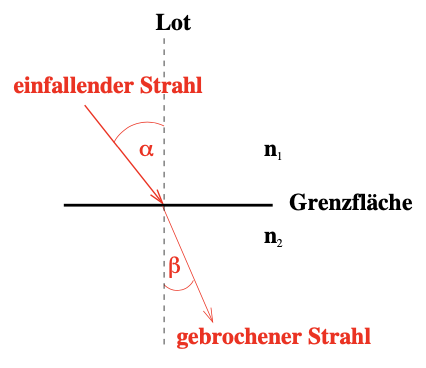 Lot
einfallender Strahl
α
n₁
Grenzfläche
n₂
β
gebrochener Strahl